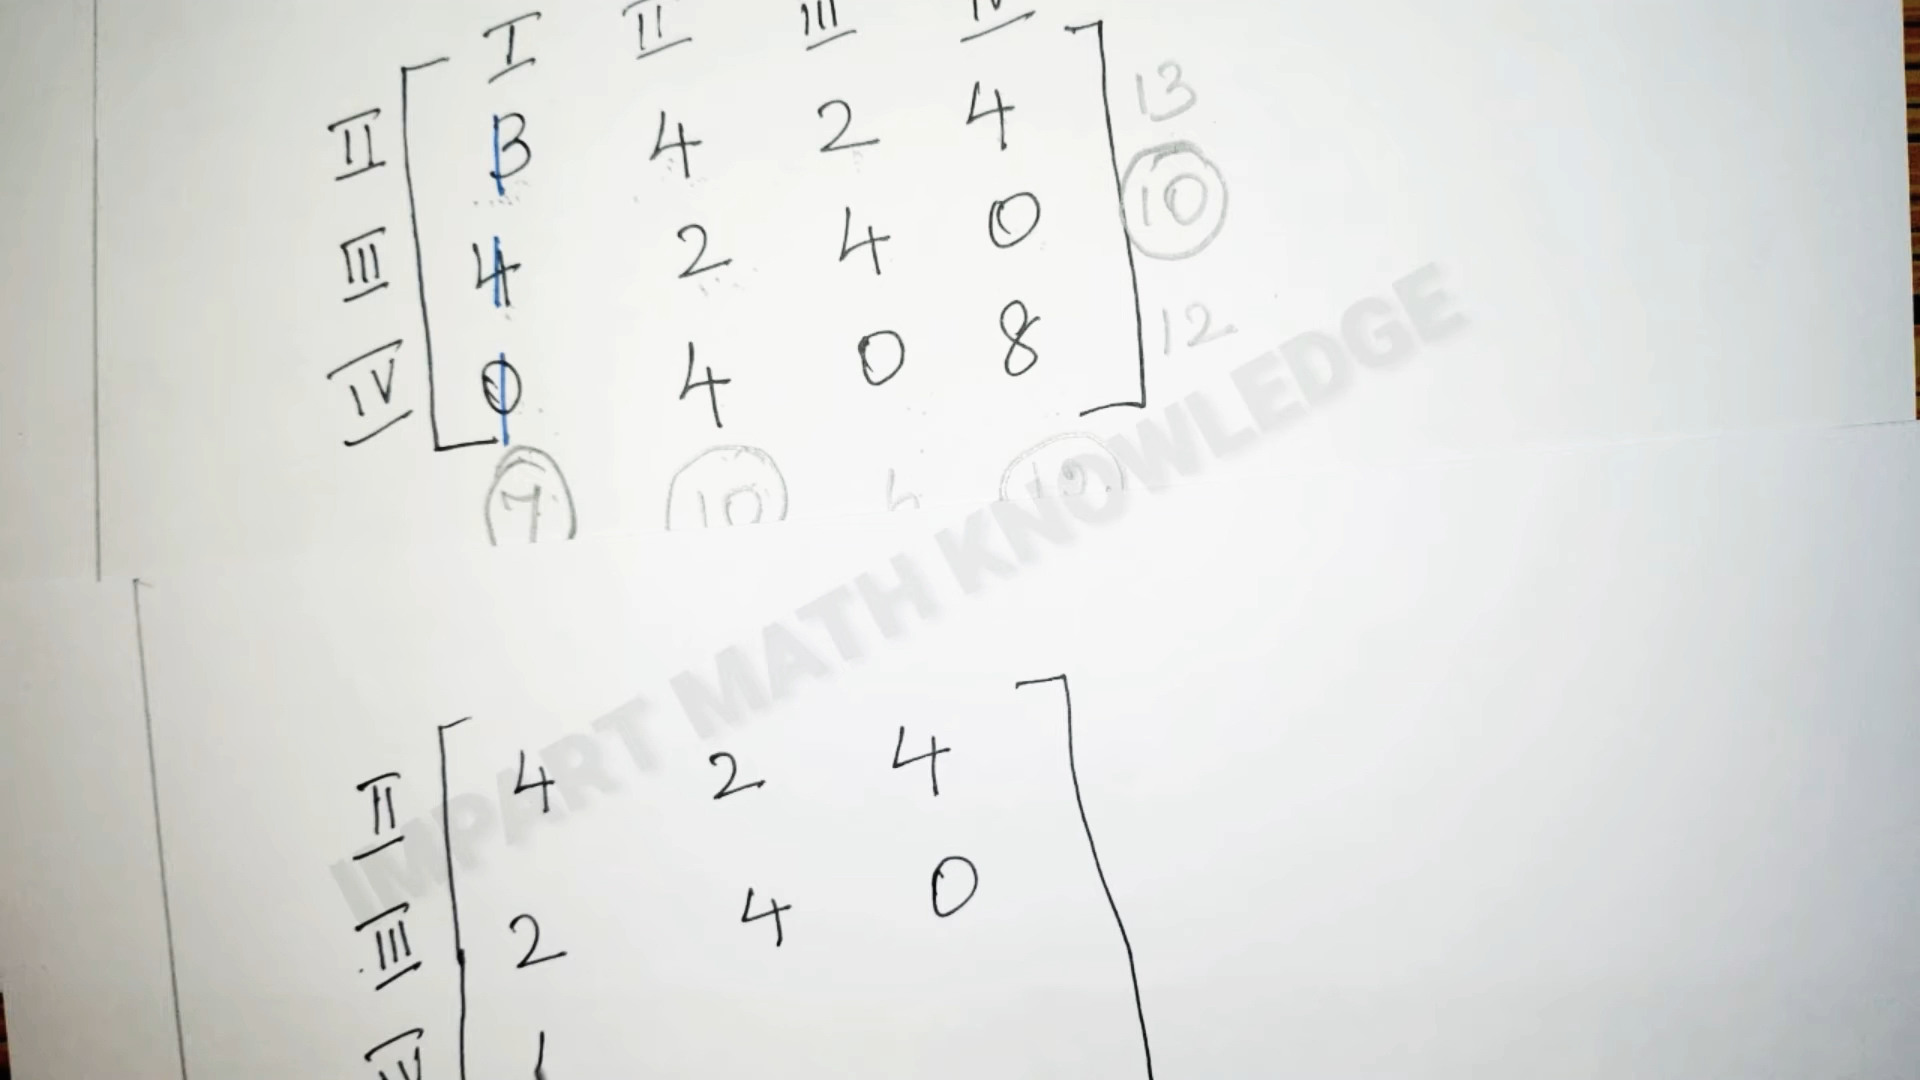 I II III IV
II 3 4 2 4 13
III 4 2 4 0 10
IV 0 4 0 8 12
7 10
IMPART MATH KNOWLEDGE
II 4 2 4
III 2 4 0
IV